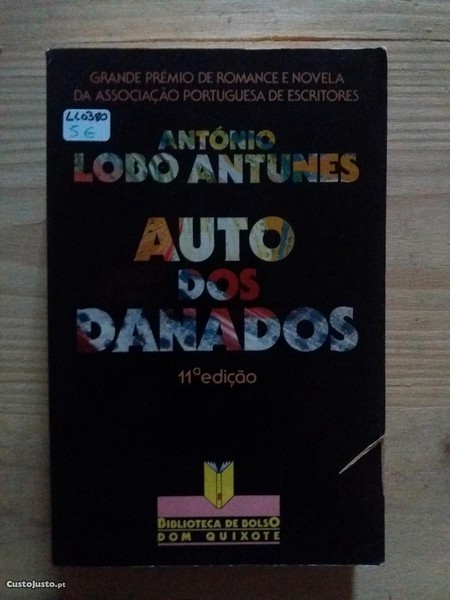 GRANDE PRÉMIO DE ROMANCE E NOVELA
DA ASSOCIAÇÃO PORTUGUESA DE ESCRITORES
LL0380
5€
ANTÓNIO
LOBO ANTUNES
AUTO
DOS
DANADOS
11º edição
BIBLIOTECA DE BOLSO
DOM QUIXOTE
CustoJusto.pt